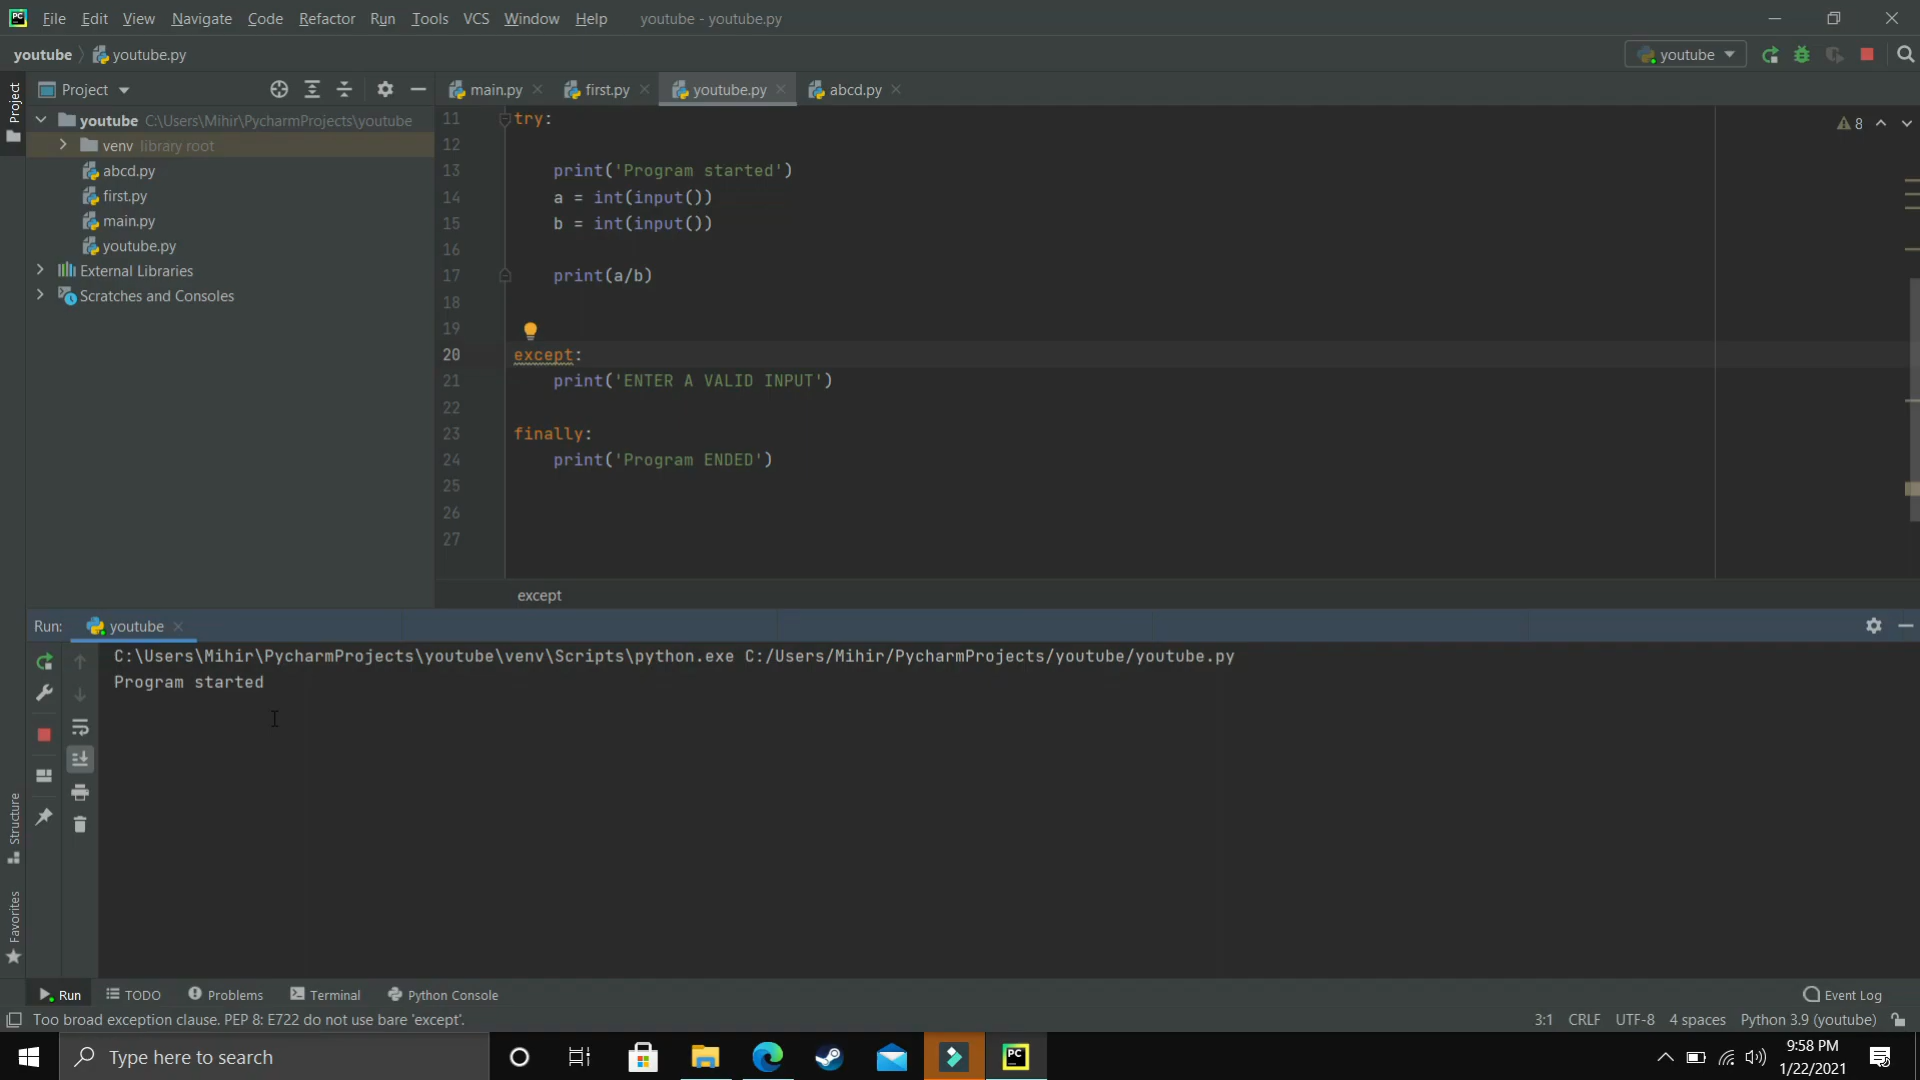 PC File Edit View Navigate Code Refactor Run Tools VCS Window Help youtube - youtube.py
youtube youtube.py youtube
Project
Project main.py first.py youtube.py abcd.py
youtube C:\Users\Mihir\PycharmProjects\youtube
venv library root
abcd.py
first.py
main.py
youtube.py
External Libraries
Scratches and Consoles
11 try:
12
13 print('Program started')
14 a = int(input())
15 b = int(input())
16
17 print(a/b)
18
19
20 except:
21 print('ENTER A VALID INPUT')
22
23 finally:
24 print('Program ENDED')
25
26
27
8
except
Run: youtube
C:\Users\Mihir\PycharmProjects\youtube\venv\Scripts\python.exe C:/Users/Mihir/PycharmProjects/youtube/youtube.py
Program started
Structure
Favorites
Run TODO Problems Terminal Python Console Event Log
Too broad exception clause. PEP 8: E722 do not use bare 'except'. 3:1 CRLF UTF-8 4 spaces Python 3.9 (youtube)
Type here to search PC 9:58 PM
1/22/2021